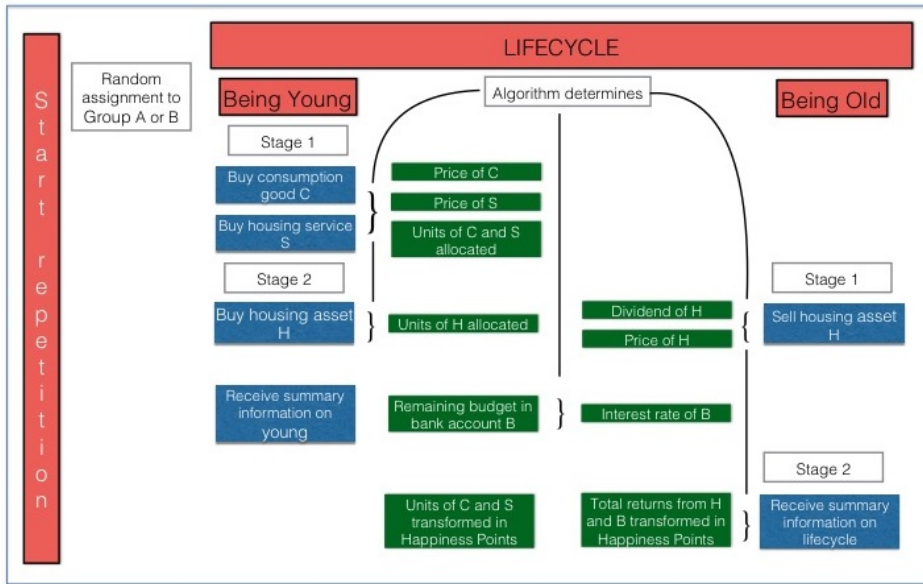 Start repetition
LIFECYCLE
Random
assignment to
Group A or B
Being Young
Algorithm determines
Being Old
Stage 1
Buy consumption
good C
Buy housing service
S
Price of C
Price of S
Units of C and S
allocated
Stage 2
Buy housing asset
H
Units of H allocated
Dividend of H
Price of H
Stage 1
Sell housing asset
H
Receive summary
information on
young
Remaining budget in
bank account B
Interest rate of B
Stage 2
Units of C and S
transformed in
Happiness Points
Total returns from H
and B transformed in
Happiness Points
Receive summary
information on
lifecycle